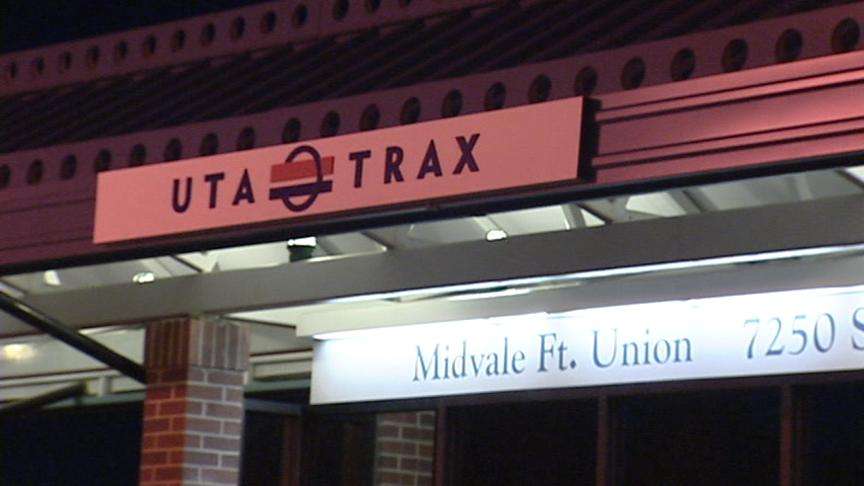 UTA TRAX
Midvale Ft. Union 7250 S